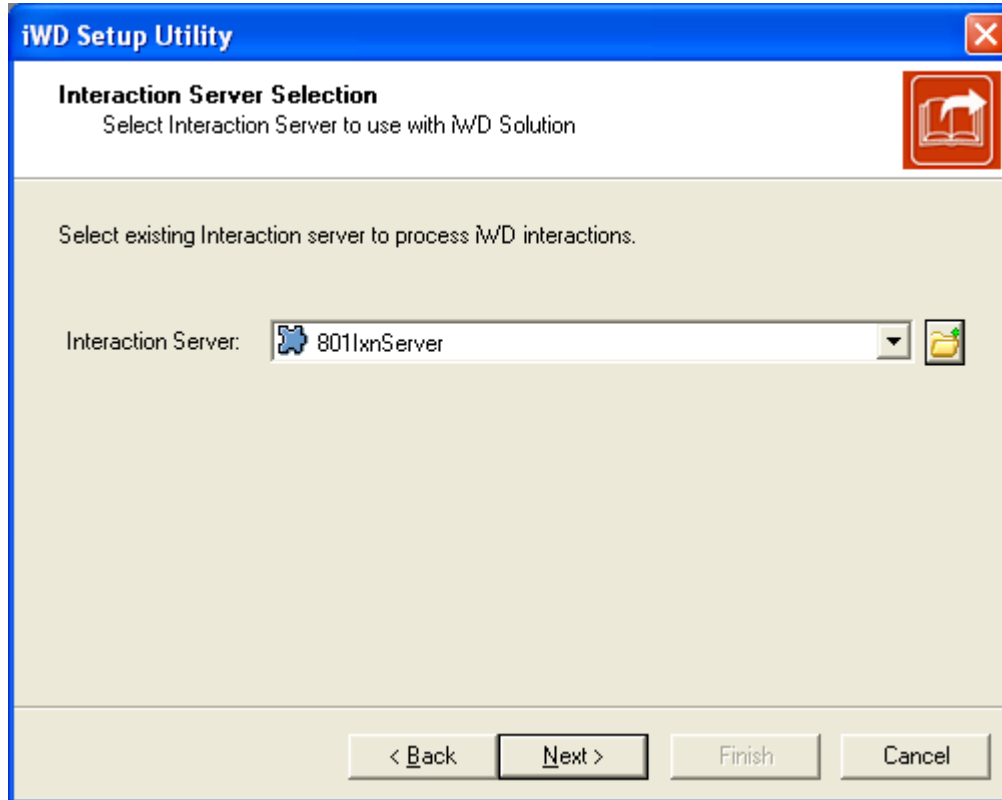 iWD Setup Utility
Interaction Server Selection
Select Interaction Server to use with iWD Solution
Select existing Interaction server to process iWD interactions.
Interaction Server: 801IxnServer
< Back Next > Finish Cancel